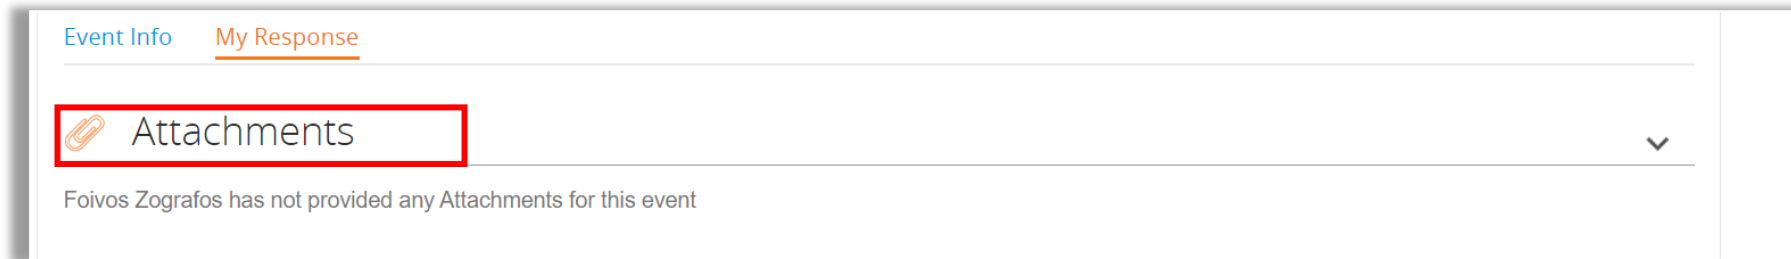 Event Info My Response
Attachments
Foivos Zografos has not provided any Attachments for this event